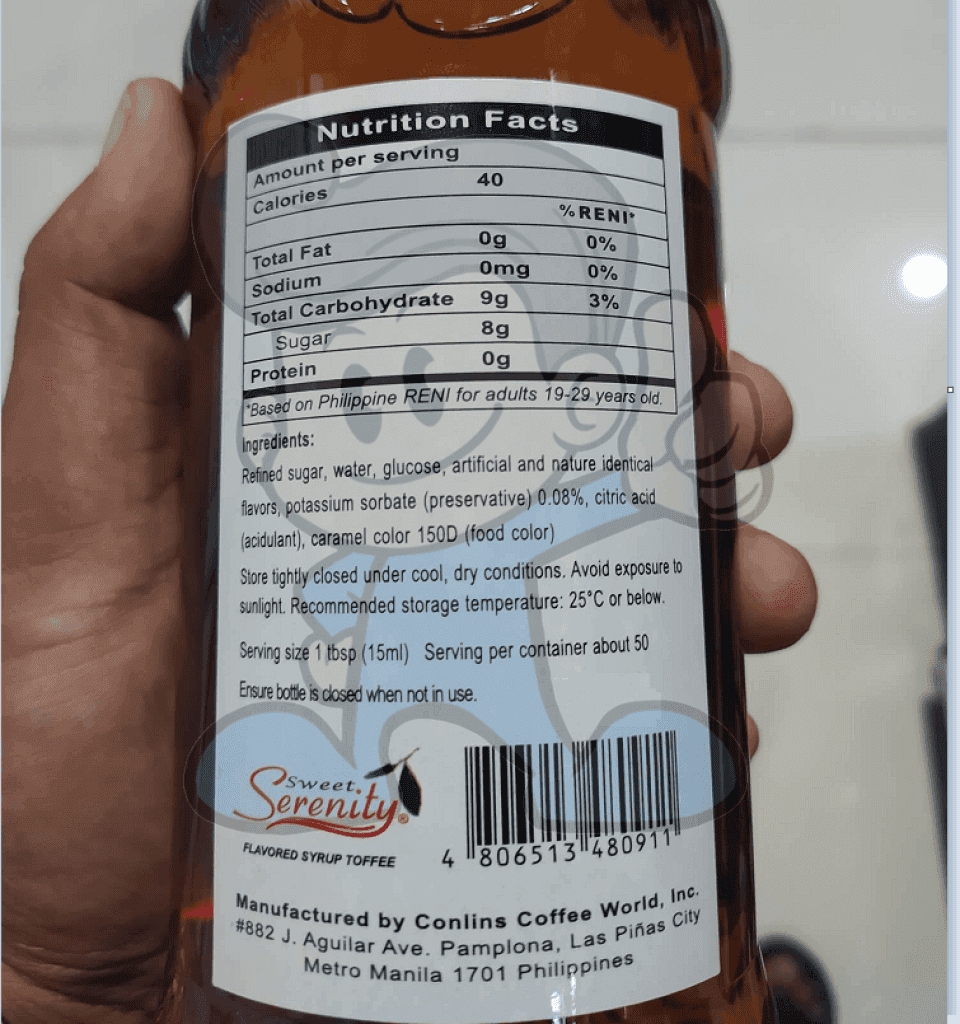 Nutrition Facts
Amount per serving
Calories 40
% RENI*
Total Fat 0g 0%
Sodium 0mg 0%
Total Carbohydrate 9g 3%
Sugar 8g
Protein 0g
*Based on Philippine RENI for adults 19-29 years old.
Ingredients:
Refined sugar, water, glucose, artificial and nature identical
flavors, potassium sorbate (preservative) 0.08%, citric acid
(acidulant), caramel color 150D (food color)
Store tightly closed under cool, dry conditions. Avoid exposure to
sunlight. Recommended storage temperature: 25°C or below.
Serving size 1 tbsp (15ml) Serving per container about 50
Ensure bottle is closed when not in use.
Sweet
Serenity®
FLAVORED SYRUP TOFFEE
4 806513 480911
Manufactured by Conlins Coffee World, Inc.
#882 J. Aguilar Ave. Pamplona, Las Piñas City
Metro Manila 1701 Philippines